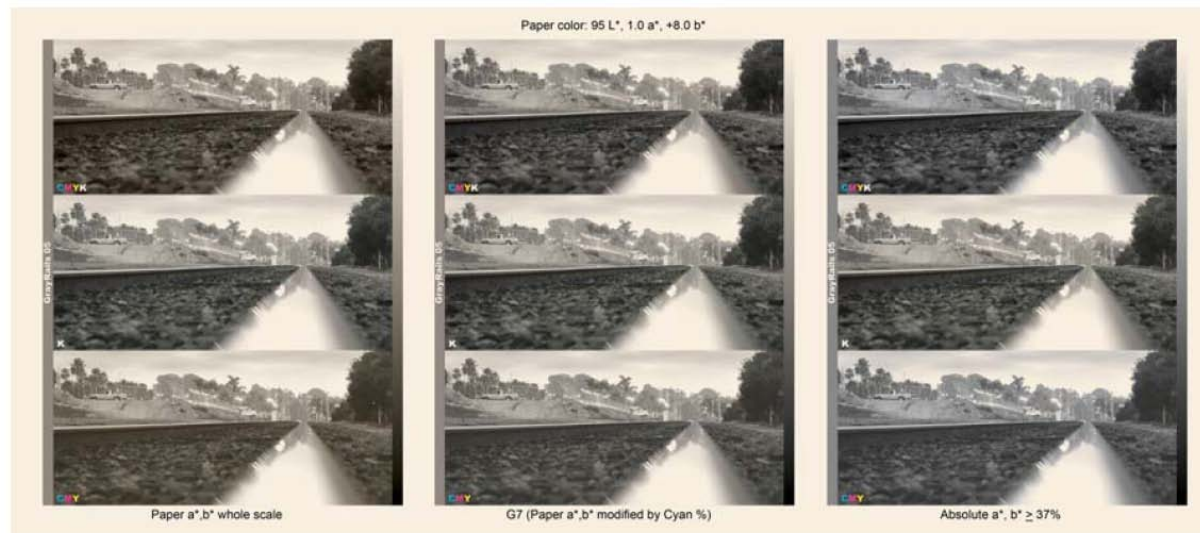 Paper color: 95 L*, 1.0 a*, +8.0 b*
CMYK
CMYK
CMYK
GrayRails 05
GrayRails 05
GrayRails 05
K
K
K
CMY
CMY
CMY
Paper a*,b* whole scale
G7 (Paper a*,b* modified by Cyan %)
Absolute a*, b* ≥ 37%